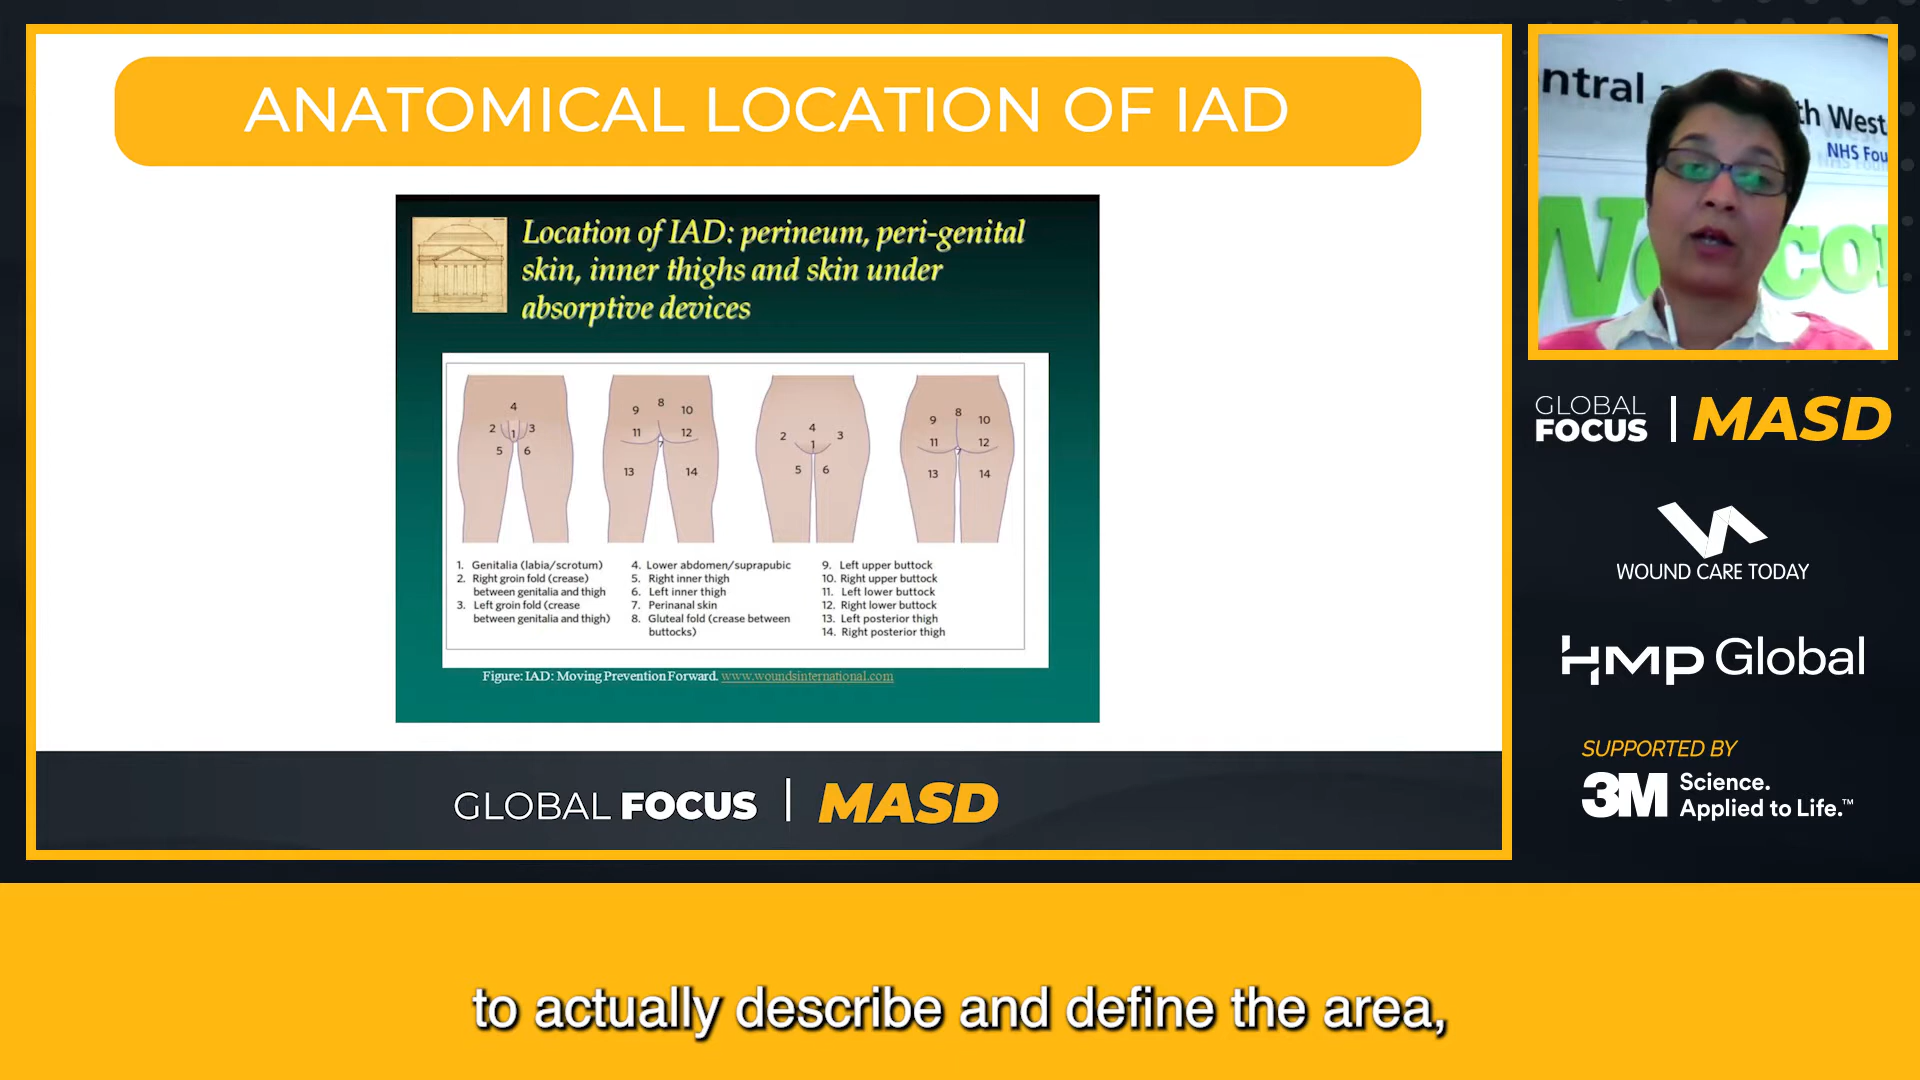 ANATOMICAL LOCATION OF IAD
Location of IAD: perineum, peri-genital
skin, inner thighs and skin under
absorptive devices
4
2 1 3
5 6
9 8 10
11 12
7
13 14
4
2 3
1
5 6
8
9 10
11 12
7
13 14
1. Genitalia (labia/scrotum)
2. Right groin fold (crease)
between genitalia and thigh
3. Left groin fold (crease
between genitalia and thigh)
4. Lower abdomen/suprapubic
5. Right inner thigh
6. Left inner thigh
7. Perinanal skin
8. Gluteal fold (crease between
buttocks)
9. Left upper buttock
10. Right upper buttock
11. Left lower buttock
12. Right lower buttock
13. Left posterior thigh
14. Right posterior thigh
Figure: IAD: Moving Prevention Forward. www.woundsinternational.com
GLOBAL FOCUS | MASD
ntral
th West
NHS Fou
GLOBAL
FOCUS | MASD
WOUND CARE TODAY
HMP Global
SUPPORTED BY
3M Science.
Applied to Life.™
to actually describe and define the area,